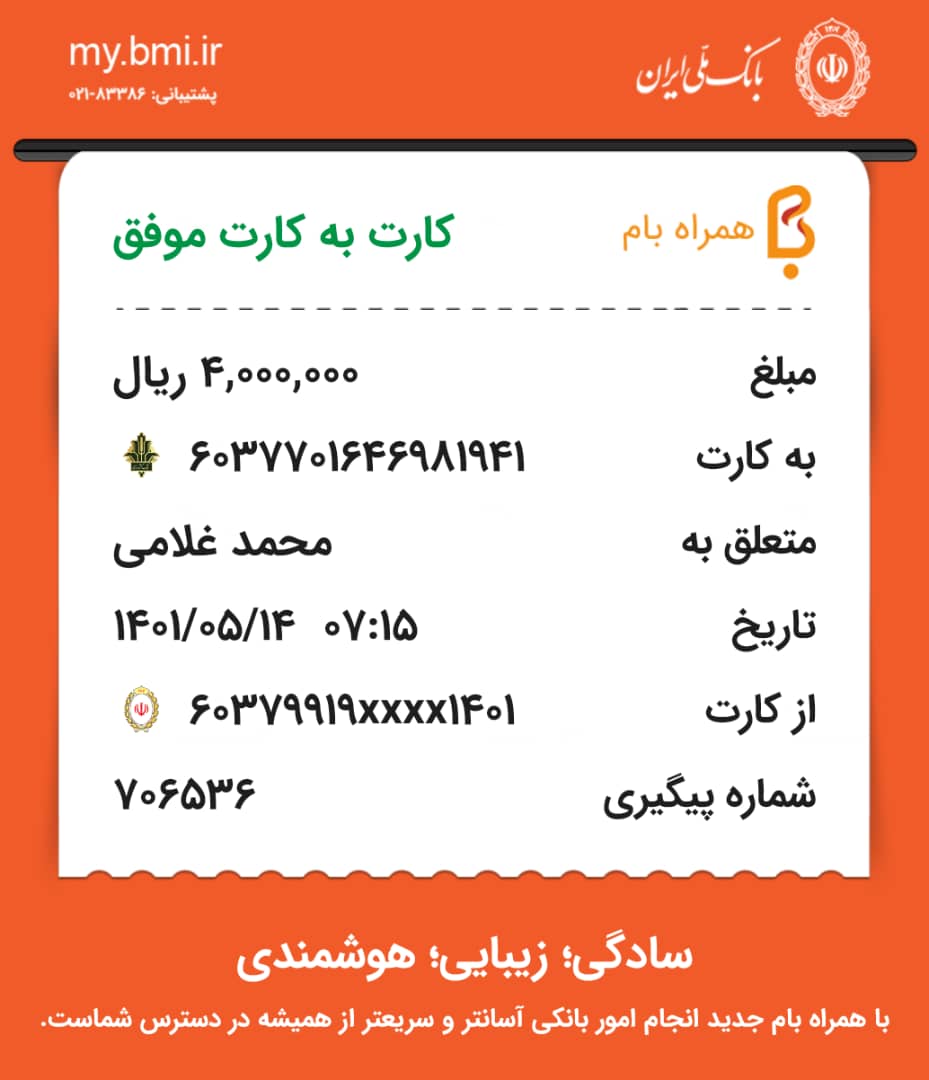 my.bmi.ir
بانک ملی ایران
پشتیبانی: ۸۳۳۸۶-۰۲۱
همراه بام
کارت به کارت موفق
مبلغ ۴,۰۰۰,۰۰۰ ریال
به کارت ۶۰۳۷۷۰۱۶۴۶۹۸۱۹۴۱
متعلق به محمد غلامی
تاریخ ۱۴۰۱/۰۵/۱۴ ۰۷:۱۵
از کارت ۶۰۳۷۹۹۱۹xxxx۱۴۰۱
شماره پیگیری ۷۰۶۵۳۶
سادگی؛ زیبایی؛ هوشمندی
با همراه بام جدید انجام امور بانکی آسانتر و سریعتر از همیشه در دسترس شماست.